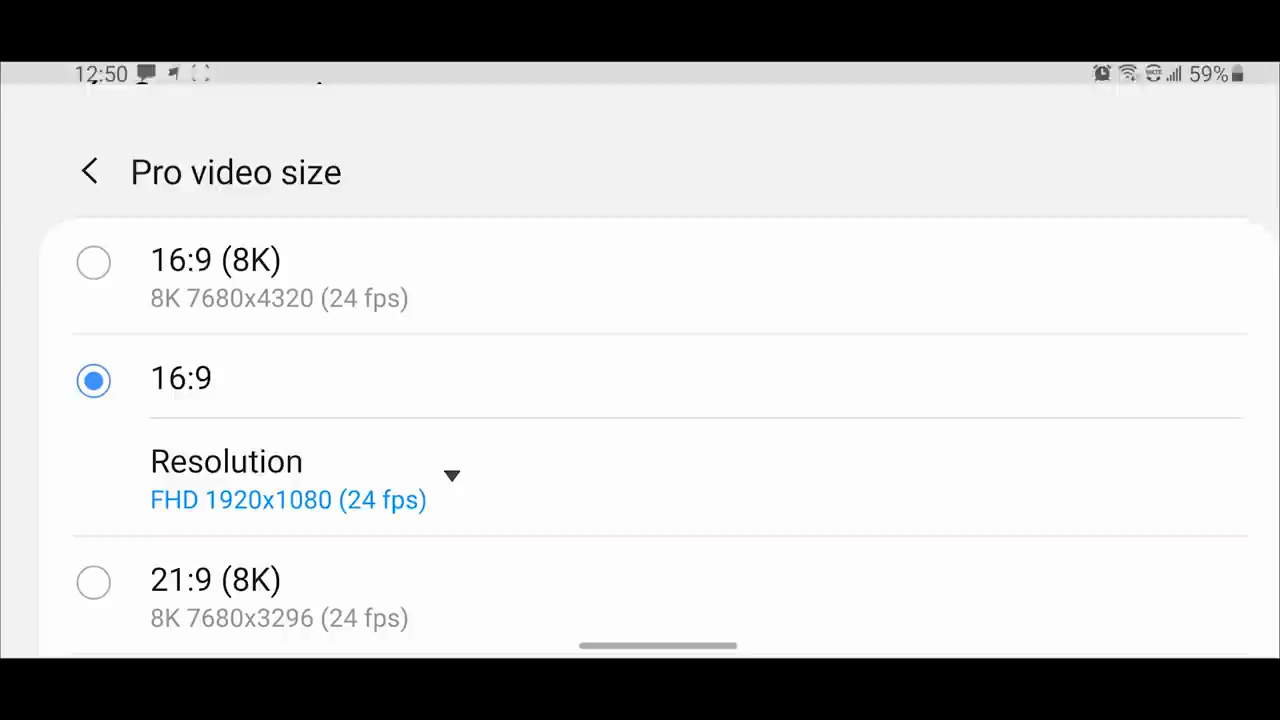 12:50 59%
Pro video size
16:9 (8K)
8K 7680x4320 (24 fps)
16:9
Resolution
FHD 1920x1080 (24 fps)
21:9 (8K)
8K 7680x3296 (24 fps)